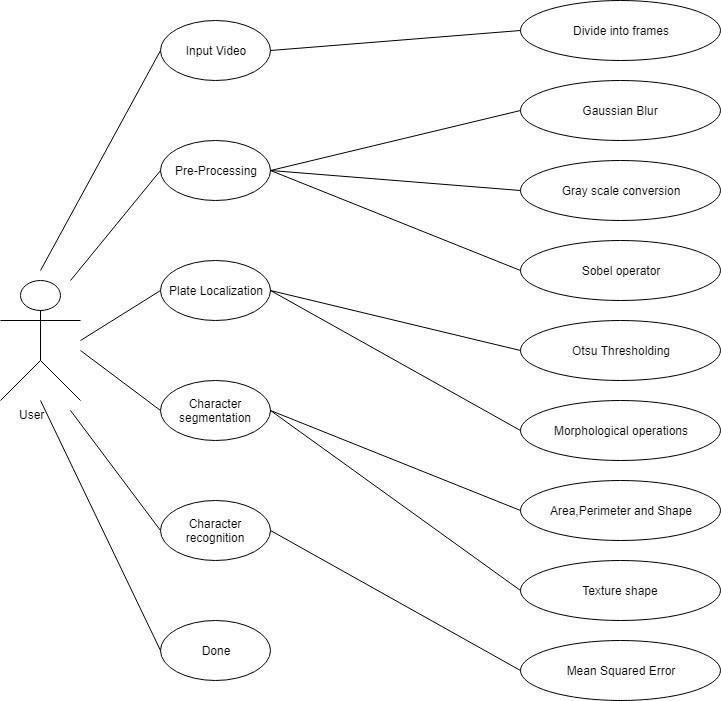 Input Video
Divide into frames
Gaussian Blur
Pre-Processing
Gray scale conversion
Sobel operator
Plate Localization
Otsu Thresholding
User
Character
segmentation
Morphological operations
Area,Perimeter and Shape
Character
recognition
Texture shape
Done
Mean Squared Error